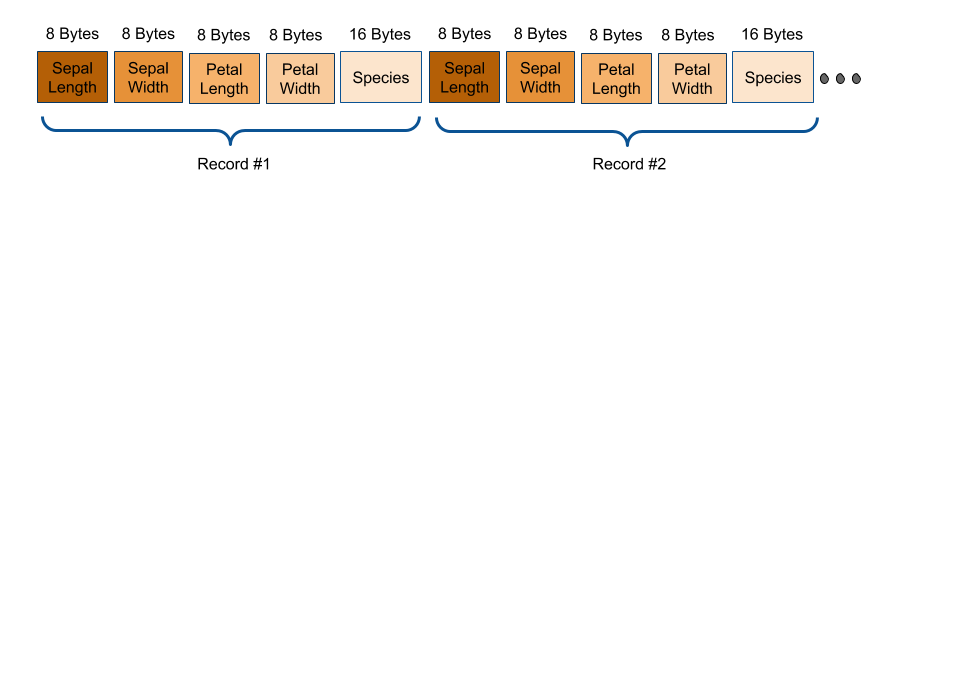 8 Bytes 8 Bytes 8 Bytes 8 Bytes 16 Bytes 8 Bytes 8 Bytes 8 Bytes 8 Bytes 16 Bytes
Sepal Length
Sepal Width
Petal Length
Petal Width
Species
Sepal Length
Sepal Width
Petal Length
Petal Width
Species
Record #1
Record #2